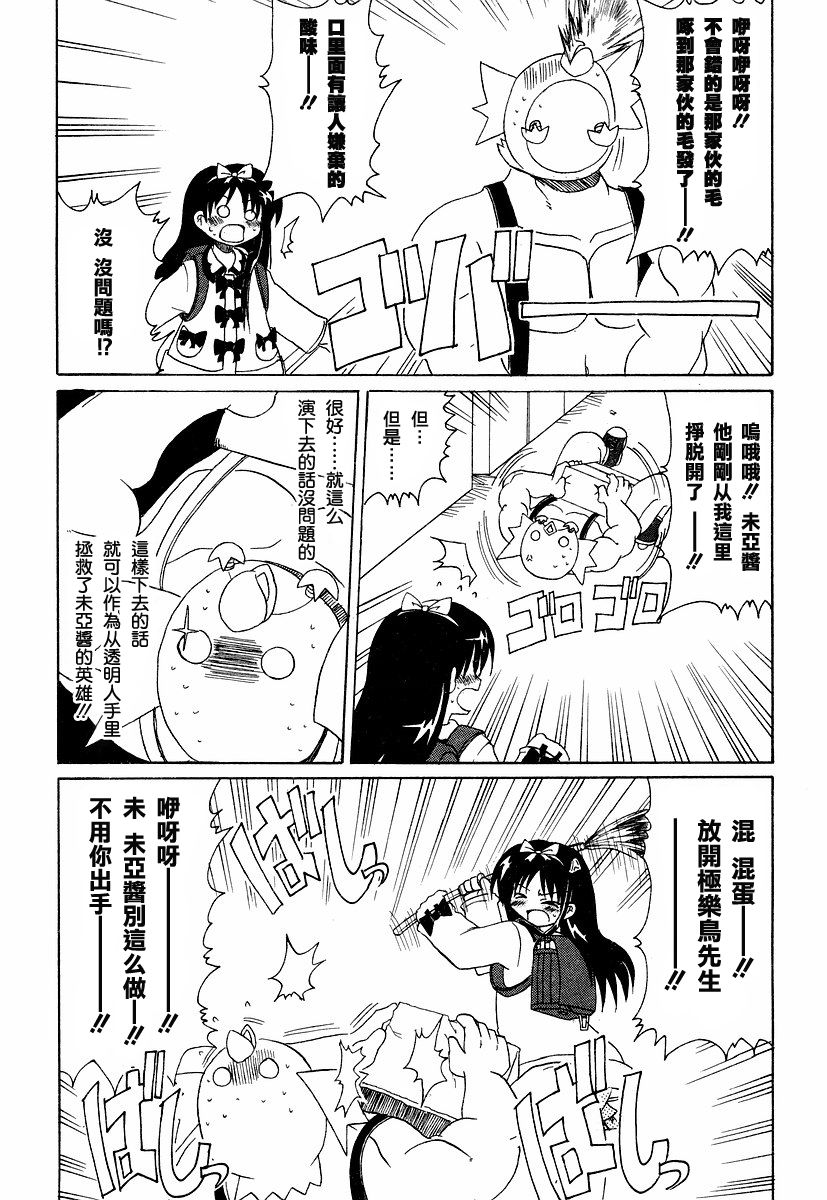 咿呀咿呀呀!!
不會錯的是那家伙的毛
啄到那家伙的毛發了——!!
口里面有讓人嫌棄的
酸味——!!
沒 沒問題
嗎!?
ゴツバ
嗚哦哦!! 未亞醬
他剛剛从我這里
掙脱開了 ——!!
但…
但是……
ゴロゴロ
很好……就這么
演下去的話沒問題的
這樣下去的話
就可以作為从透明人手里
拯救了未亞醬的英雄!!
混 混蛋——!!
放開極樂鳥先生
——!!
ばしっ
咿呀呀——!!
未 未亞醬別這么做—!!
不用你出手——!!
ばしっ
ばしっ